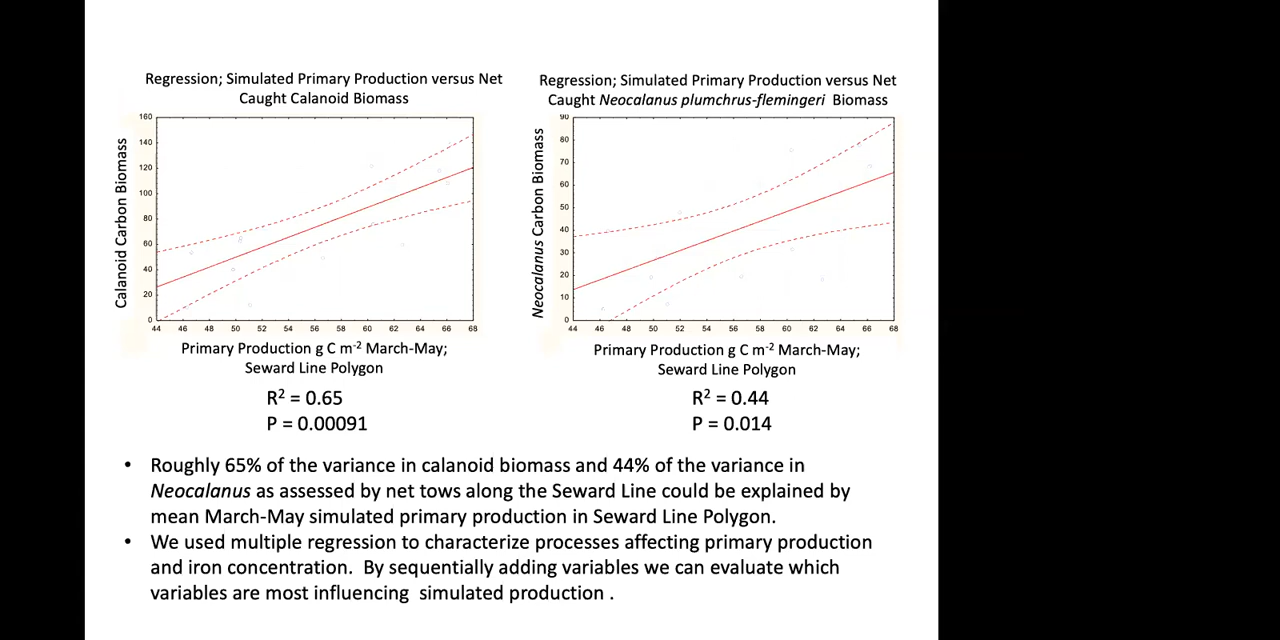 Regression; Simulated Primary Production versus Net
Caught Calanoid Biomass
Calanoid Carbon Biomass
160
140
120
100
80
60
40
20
0
44 46 48 50 52 54 56 58 60 62 64 66 68
Primary Production g C m-2 March-May;
Seward Line Polygon
R2 = 0.65
P = 0.00091
Regression; Simulated Primary Production versus Net
Caught Neocalanus plumchrus-flemingeri Biomass
Neocalanus Carbon Biomass
90
80
70
60
50
40
30
20
10
0
44 46 48 50 52 54 56 58 60 62 64 66 68
Primary Production g C m-2 March-May;
Seward Line Polygon
R2 = 0.44
P = 0.014
• Roughly 65% of the variance in calanoid biomass and 44% of the variance in
Neocalanus as assessed by net tows along the Seward Line could be explained by
mean March-May simulated primary production in Seward Line Polygon.
• We used multiple regression to characterize processes affecting primary production
and iron concentration. By sequentially adding variables we can evaluate which
variables are most influencing simulated production .